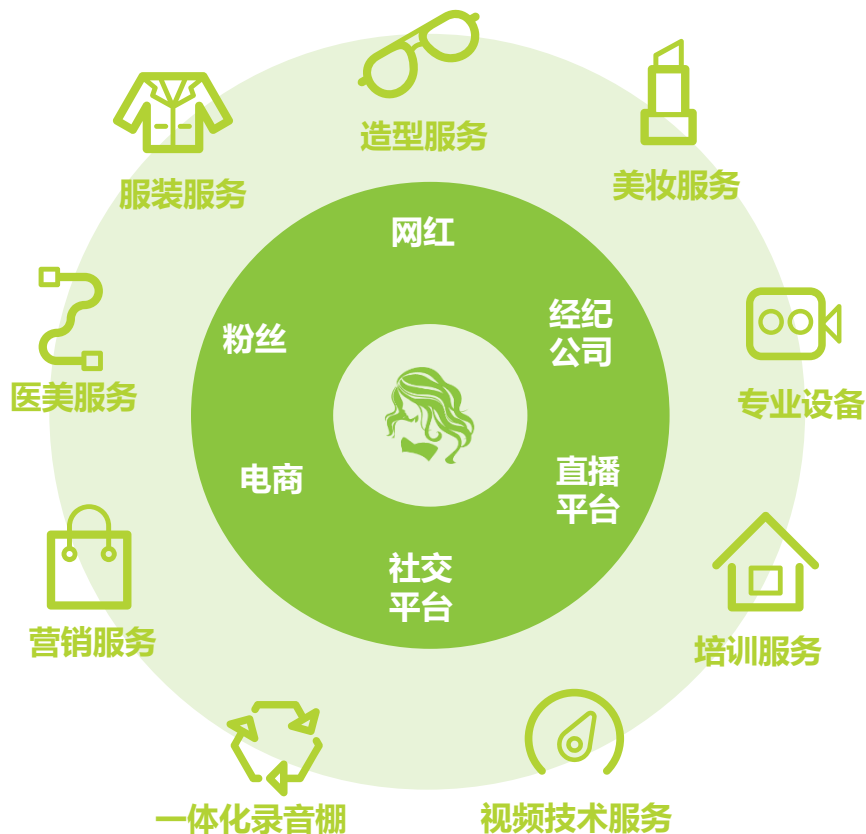 造型服务
美妆服务
服装服务
网红
经纪
公司
粉丝
医美服务
专业设备
直播
平台
电商
社交
平台
营销服务
培训服务
一体化录音棚
视频技术服务